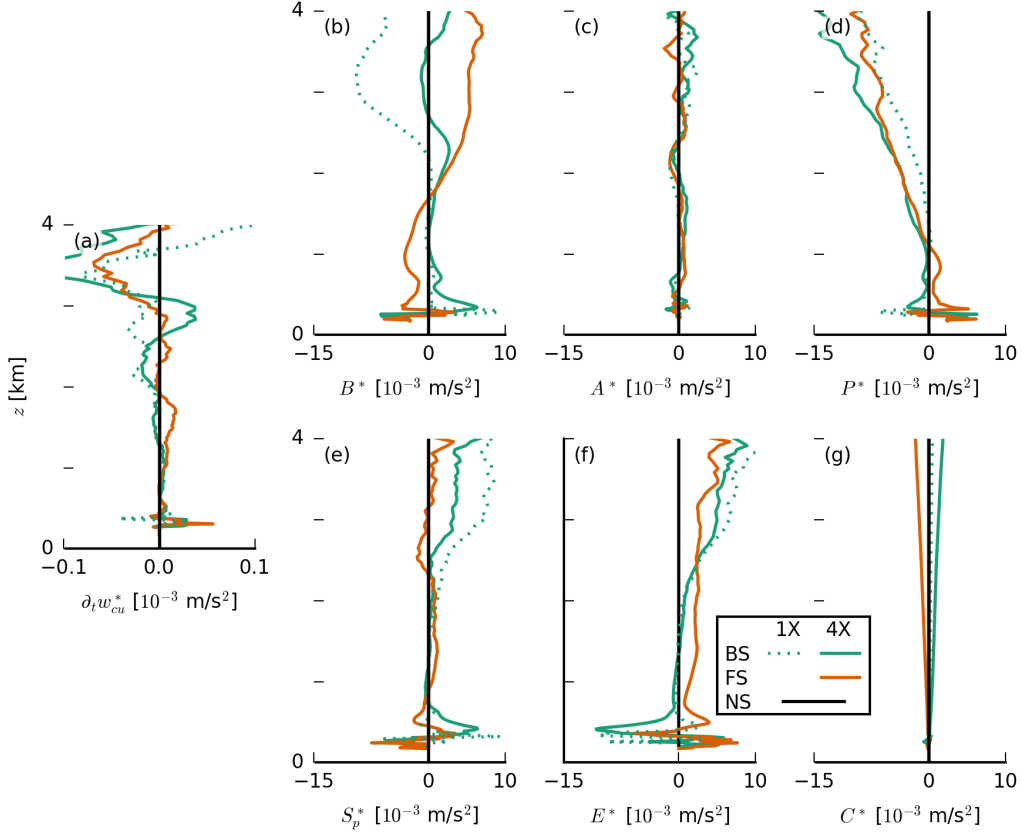 4
(b)
(c)
(d)
0
−15
0
10
−15
0
10
−15
0
10
B* [10⁻³ m/s²]
A* [10⁻³ m/s²]
P* [10⁻³ m/s²]
4
(a)
z [km]
0
−0.1
0.0
0.1
∂ₜw*cu [10⁻³ m/s²]
4
(e)
(f)
(g)
1X 4X
BS
FS
NS
0
−15
0
10
−15
0
10
−15
0
10
S*p [10⁻³ m/s²]
E* [10⁻³ m/s²]
C* [10⁻³ m/s²]